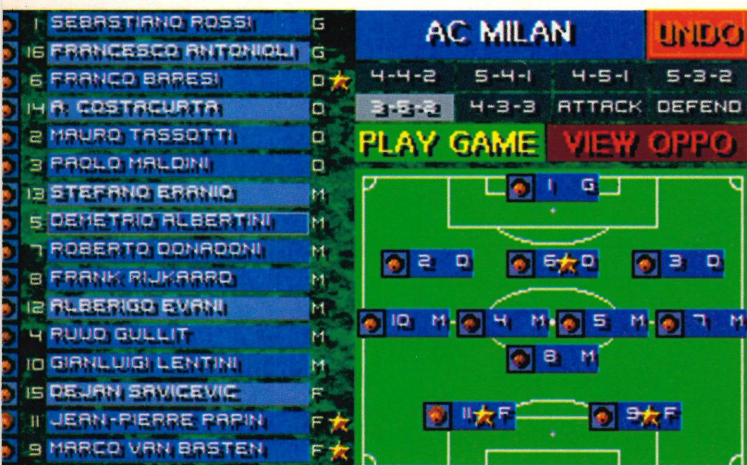 1 SEBASTIANO ROSSI G
16 FRANCESCO ANTONIOLI G
6 FRANCO BARESI D
14 A. COSTACURTA D
2 MAURO TASSOTTI D
3 PAOLO MALDINI D
13 STEFANO ERANIO M
5 DEMETRIO ALBERTINI M
7 ROBERTO DONADONI M
8 FRANK RIJKAARD M
12 ALBERIGO EVANI M
4 RUUD GULLIT M
10 GIANLUIGI LENTINI M
15 DEJAN SAVICEVIC F
11 JEAN-PIERRE PAPIN F
9 MARCO VAN BASTEN F
AC MILAN UNDO
4-4-2 5-4-1 4-5-1 5-3-2
3-5-2 4-3-3 ATTACK DEFEND
PLAY GAME VIEW OPPO
1 G
2 D 6 D 3 D
10 M 4 M 5 M 7 M
8 M
11 F 9 F